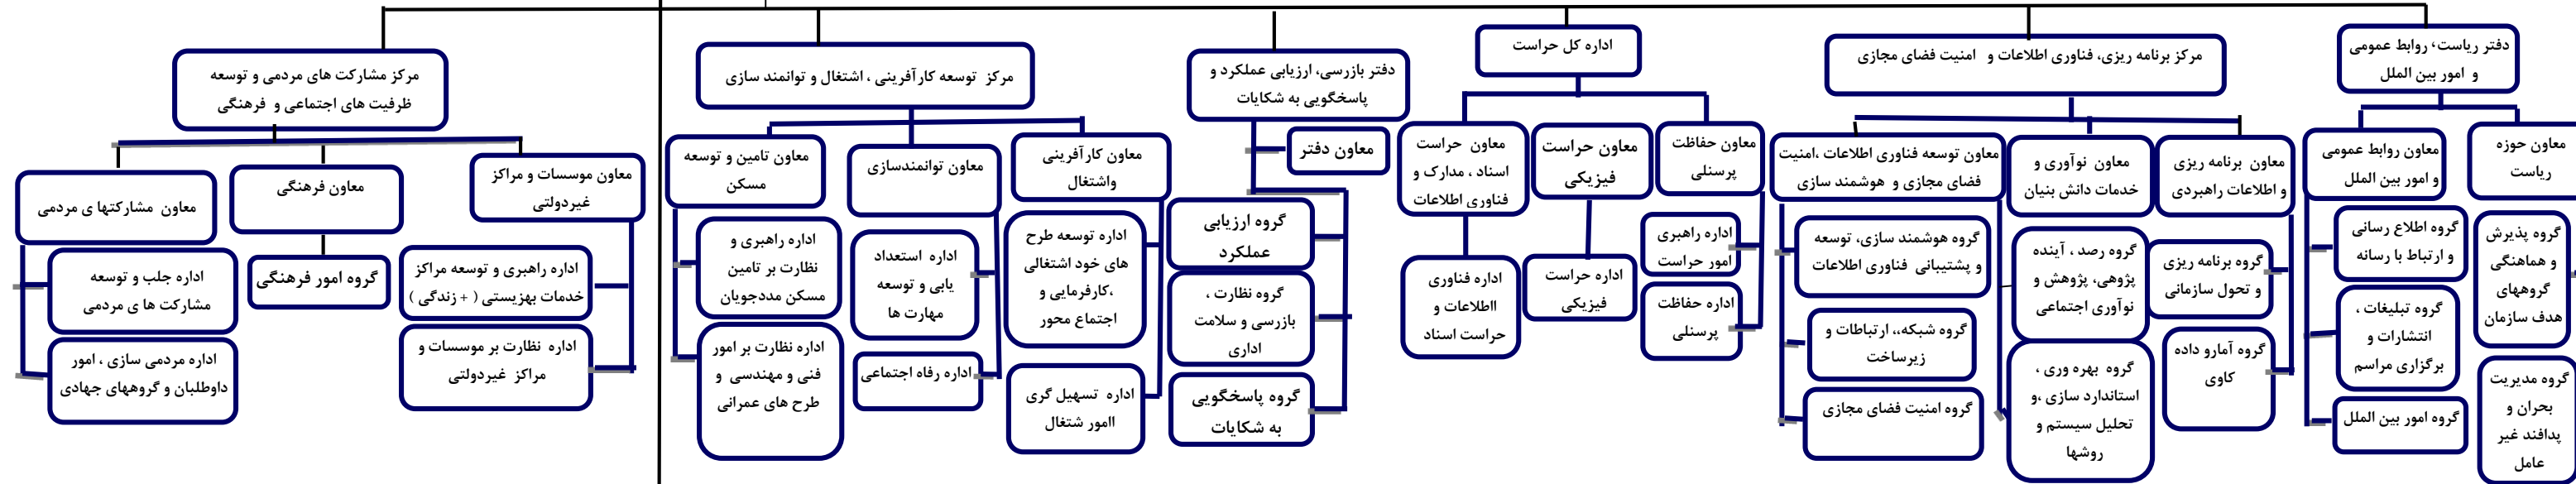 دفتر ریاست، روابط عمومی
و امور بین الملل
معاون حوزه
ریاست
گروه پذیرش
و هماهنگی
گروههای
هدف سازمان
گروه مدیریت
بحران و
پدافند غیر
عامل
معاون روابط عمومی
و امور بین الملل
گروه اطلاع رسانی
و ارتباط با رسانه
گروه تبلیغات ،
انتشارات و
برگزاری مراسم
گروه امور بین الملل
مرکز برنامه ریزی، فناوری اطلاعات و امنیت فضای مجازی
معاون برنامه ریزی
و اطلاعات راهبردی
گروه برنامه ریزی
و تحول سازمانی
گروه آمارو داده
کاوی
معاون نوآوری و
خدمات دانش بنیان
گروه رصد ، آینده
پژوهی، پژوهش و
نوآوری اجتماعی
گروه بهره وری ،
استاندارد سازی ،و
تحلیل سیستم و
روشها
معاون توسعه فناوری اطلاعات ،امنیت
فضای مجازی و هوشمند سازی
گروه هوشمند سازی، توسعه
و پشتیبانی فناوری اطلاعات
گروه شبکه،، ارتباطات و
زیرساخت
گروه امنیت فضای مجازی
اداره کل حراست
معاون حفاظت
پرسنلی
اداره راهبری
امور حراست
اداره حفاظت
پرسنلی
معاون حراست
فیزیکی
اداره حراست
فیزیکی
معاون حراست
اسناد ، مدارک و
فناوری اطلاعات
اداره فناوری
ااطلاعات و
حراست اسناد
دفتر بازرسی، ارزیابی عملکرد و
پاسخگویی به شکایات
معاون دفتر
گروه ارزیابی
عملکرد
گروه نظارت ،
بازرسی و سلامت
اداری
گروه پاسخگویی
به شکایات
مرکز توسعه کارآفرینی ، اشتغال و توانمند سازی
معاون کارآفرینی
واشتغال
اداره توسعه طرح
های خود اشتغالی
،کارفرمایی و
اجتماع محور
اداره تسهیل گری
اامور شتغال
معاون توانمندسازی
اداره استعداد
یابی و توسعه
مهارت ها
اداره رفاه اجتماعی
معاون تامین و توسعه
مسکن
اداره راهبری و
نظارت بر تامین
مسکن مددجویان
اداره نظارت بر امور
فنی و مهندسی و
طرح های عمرانی
مرکز مشارکت های مردمی و توسعه
ظرفیت های اجتماعی و فرهنگی
معاون موسسات و مراکز
غیردولتی
اداره راهبری و توسعه مراکز
خدمات بهزیستی ( + زندگی )
اداره نظارت بر موسسات و
مراکز غیردولتی
معاون فرهنگی
گروه امور فرهنگی
معاون مشارکتها ی مردمی
اداره جلب و توسعه
مشارکت ها ی مردمی
اداره مردمی سازی ، امور
داوطلبان و گروههای جهادی